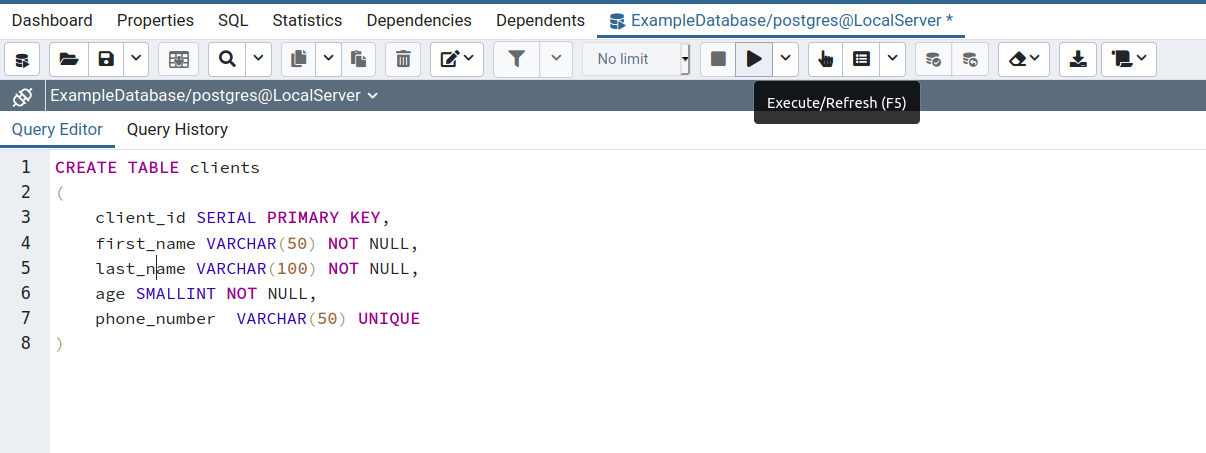 Dashboard Properties SQL Statistics Dependencies Dependents ExampleDatabase/postgres@LocalServer *
No limit
ExampleDatabase/postgres@LocalServer
Execute/Refresh (F5)
Query Editor Query History
1 CREATE TABLE clients
2 (
3 client_id SERIAL PRIMARY KEY,
4 first_name VARCHAR(50) NOT NULL,
5 last_name VARCHAR(100) NOT NULL,
6 age SMALLINT NOT NULL,
7 phone_number  VARCHAR(50) UNIQUE
8 )